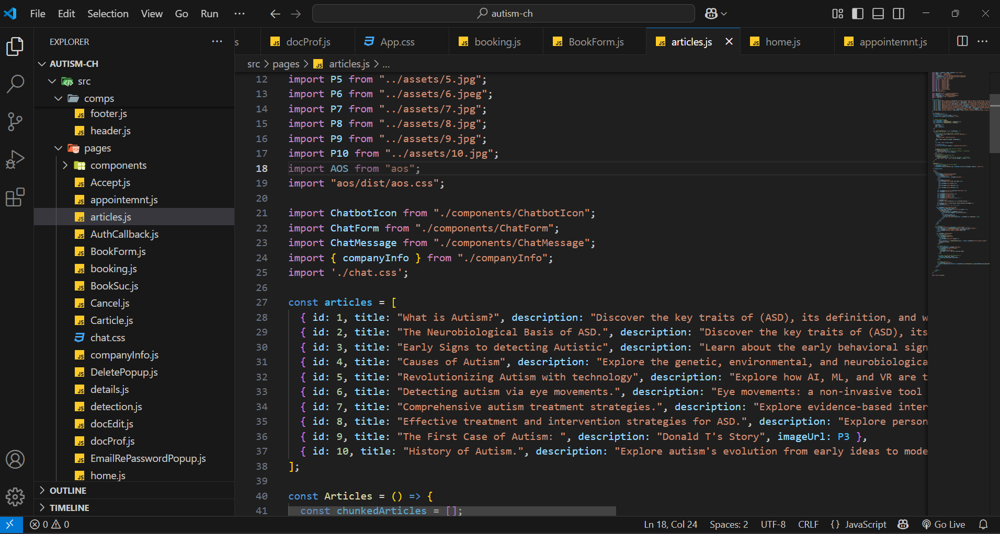 File Edit Selection View Go Run ···
autism-ch
EXPLORER
AUTISM-CH
src
comps
footer.js
header.js
pages
components
Accept.js
appointemnt.js
articles.js
AuthCallback.js
BookForm.js
booking.js
BookSuc.js
Cancel.js
Carticle.js
chat.css
companyInfo.js
DeletePopup.js
details.js
detection.js
docEdit.js
docProf.js
EmailRePasswordPopup.js
home.js
OUTLINE
TIMELINE
s docProf.js App.css booking.js BookForm.js articles.js home.js appointemnt.js
src > pages > articles.js > ...
12 import P5 from "../assets/5.jpg";
13 import P6 from "../assets/6.jpeg";
14 import P7 from "../assets/7.jpg";
15 import P8 from "../assets/8.jpg";
16 import P9 from "../assets/9.jpg";
17 import P10 from "../assets/10.jpg";
18 import AOS from "aos";
19 import "aos/dist/aos.css";
20
21 import ChatbotIcon from "./components/ChatbotIcon";
22 import ChatForm from "./components/ChatForm";
23 import ChatMessage from "./components/ChatMessage";
24 import { companyInfo } from "./companyInfo";
25 import './chat.css';
26
27 const articles = [
28 { id: 1, title: "What is Autism?", description: "Discover the key traits of (ASD), its definition, and w
29 { id: 2, title: "The Neurobiological Basis of ASD.", description: "Discover the key traits of (ASD), its
30 { id: 3, title: "Early Signs to detecting Autistic", description: "Learn about the early behavioral sign
31 { id: 4, title: "Causes of Autism", description: "Explore the genetic, environmental, and neurobiologica
32 { id: 5, title: "Revolutionizing Autism with technology", description: "Explore how AI, ML, and VR are t
33 { id: 6, title: "Detecting autism via eye movements.", description: "Eye movements: a non-invasive tool
34 { id: 7, title: "Comprehensive autism treatment strategies.", description: "Explore evidence-based inter
35 { id: 8, title: "Effective treatment and intervention strategies for ASD.", description: "Explore person
36 { id: 9, title: "The First Case of Autism: ", description: "Donald T's Story", imageUrl: P3 },
37 { id: 10, title: "History of Autism.", description: "Explore autism's evolution from early ideas to mode
38 ];
39
40 const Articles = () => {
41 const chunkedArticles = [];
0 0 Ln 18, Col 24 Spaces: 2 UTF-8 CRLF {} JavaScript Go Live